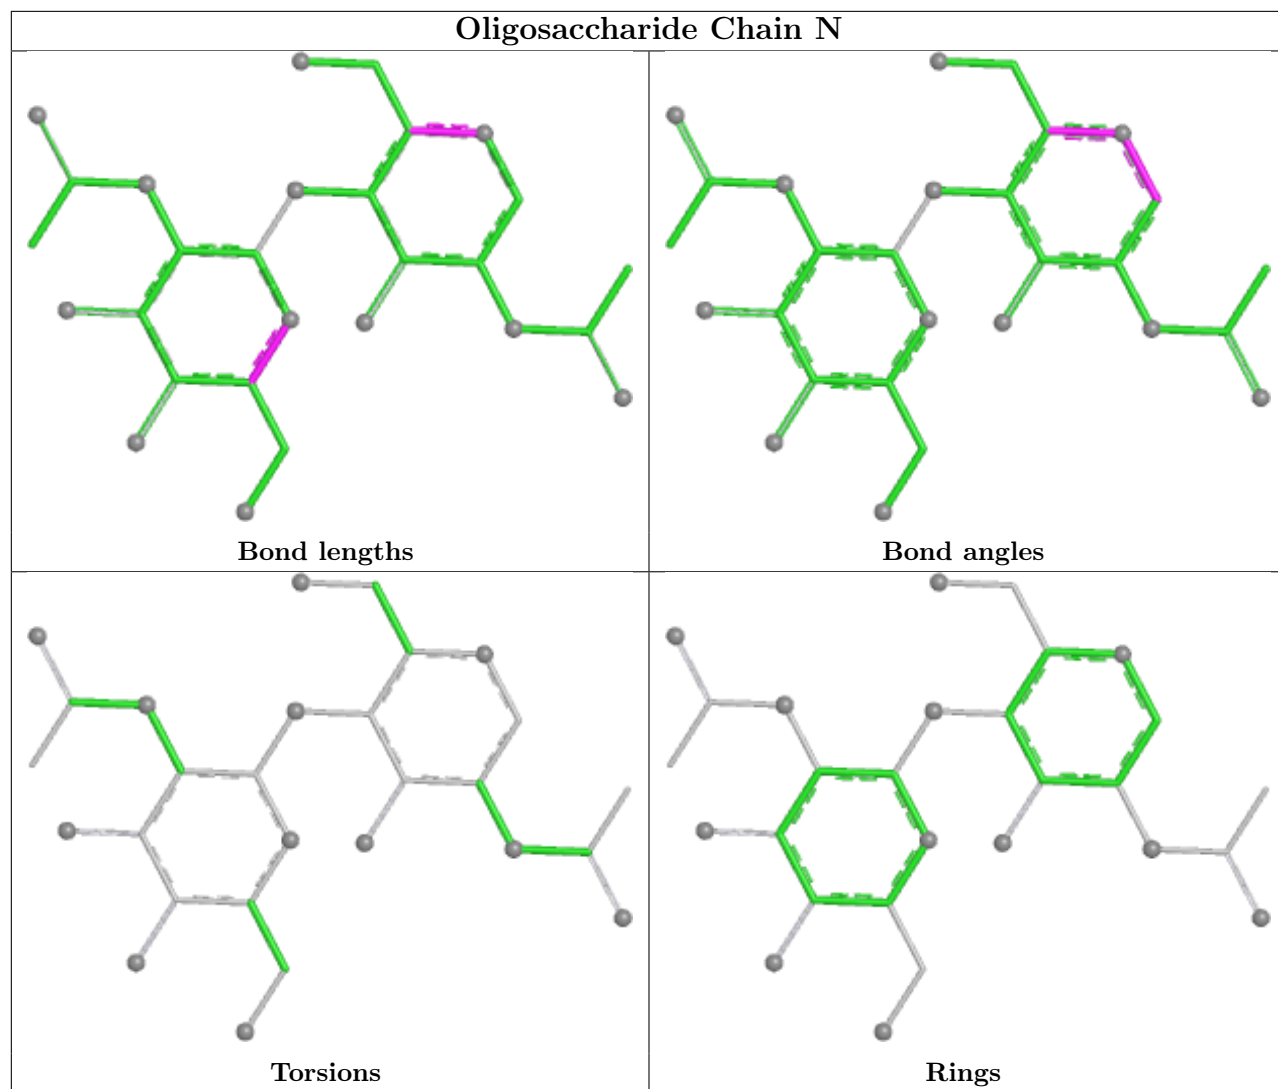 Oligosaccharide Chain N
Bond lengths
Bond angles
Torsions
Rings